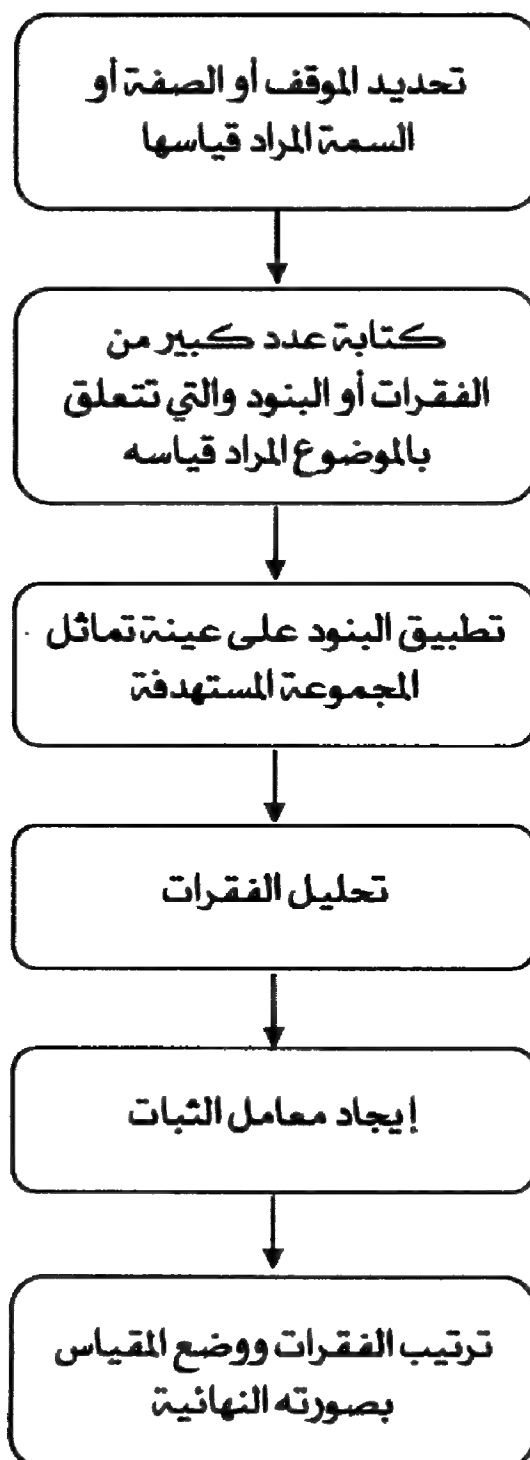 تحديد الموقف أو الصفة أو
السمة المراد قياسها
كتابة عدد كبير من
الفقرات أو البنود والتي تتعلق
بالموضوع المراد قياسه
تطبيق البنود على عينة تماثل
المجموعة المستهدفة
تحليل الفقرات
إيجاد معامل الثبات
ترتيب الفقرات ووضع المقياس
بصورته النهائية